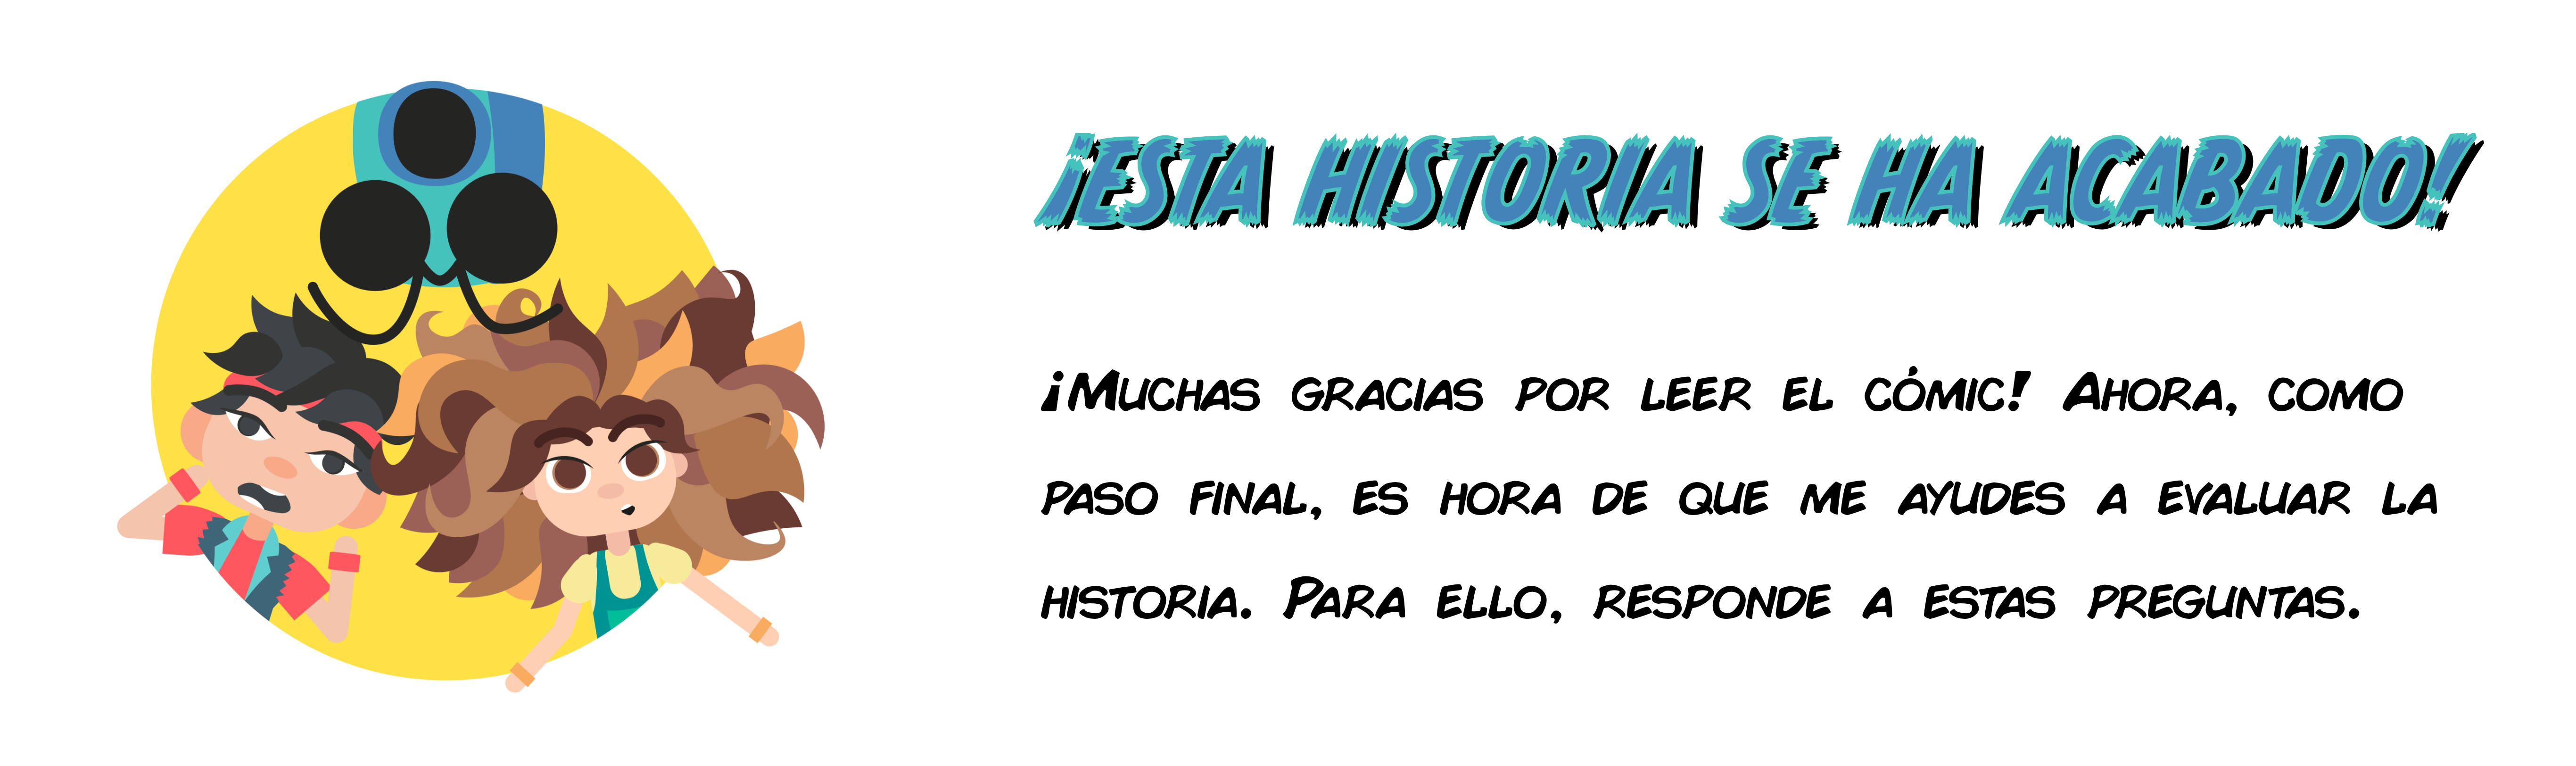 ¡ESTA HISTORIA SE HA ACABADO!
¡MUCHAS GRACIAS POR LEER EL CÓMIC! AHORA, COMO
PASO FINAL, ES HORA DE QUE ME AYUDES A EVALUAR LA
HISTORIA. PARA ELLO, RESPONDE A ESTAS PREGUNTAS.